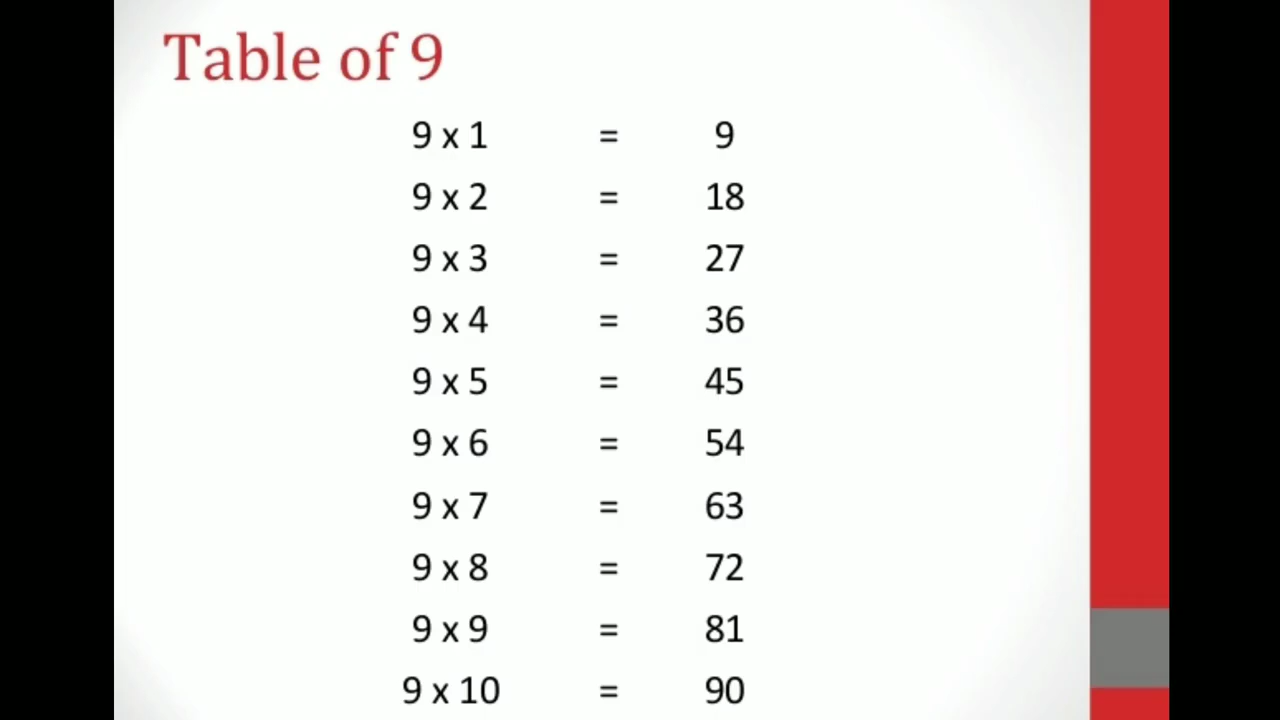 Table of 9
9 x 1 = 9
9 x 2 = 18
9 x 3 = 27
9 x 4 = 36
9 x 5 = 45
9 x 6 = 54
9 x 7 = 63
9 x 8 = 72
9 x 9 = 81
9 x 10 = 90